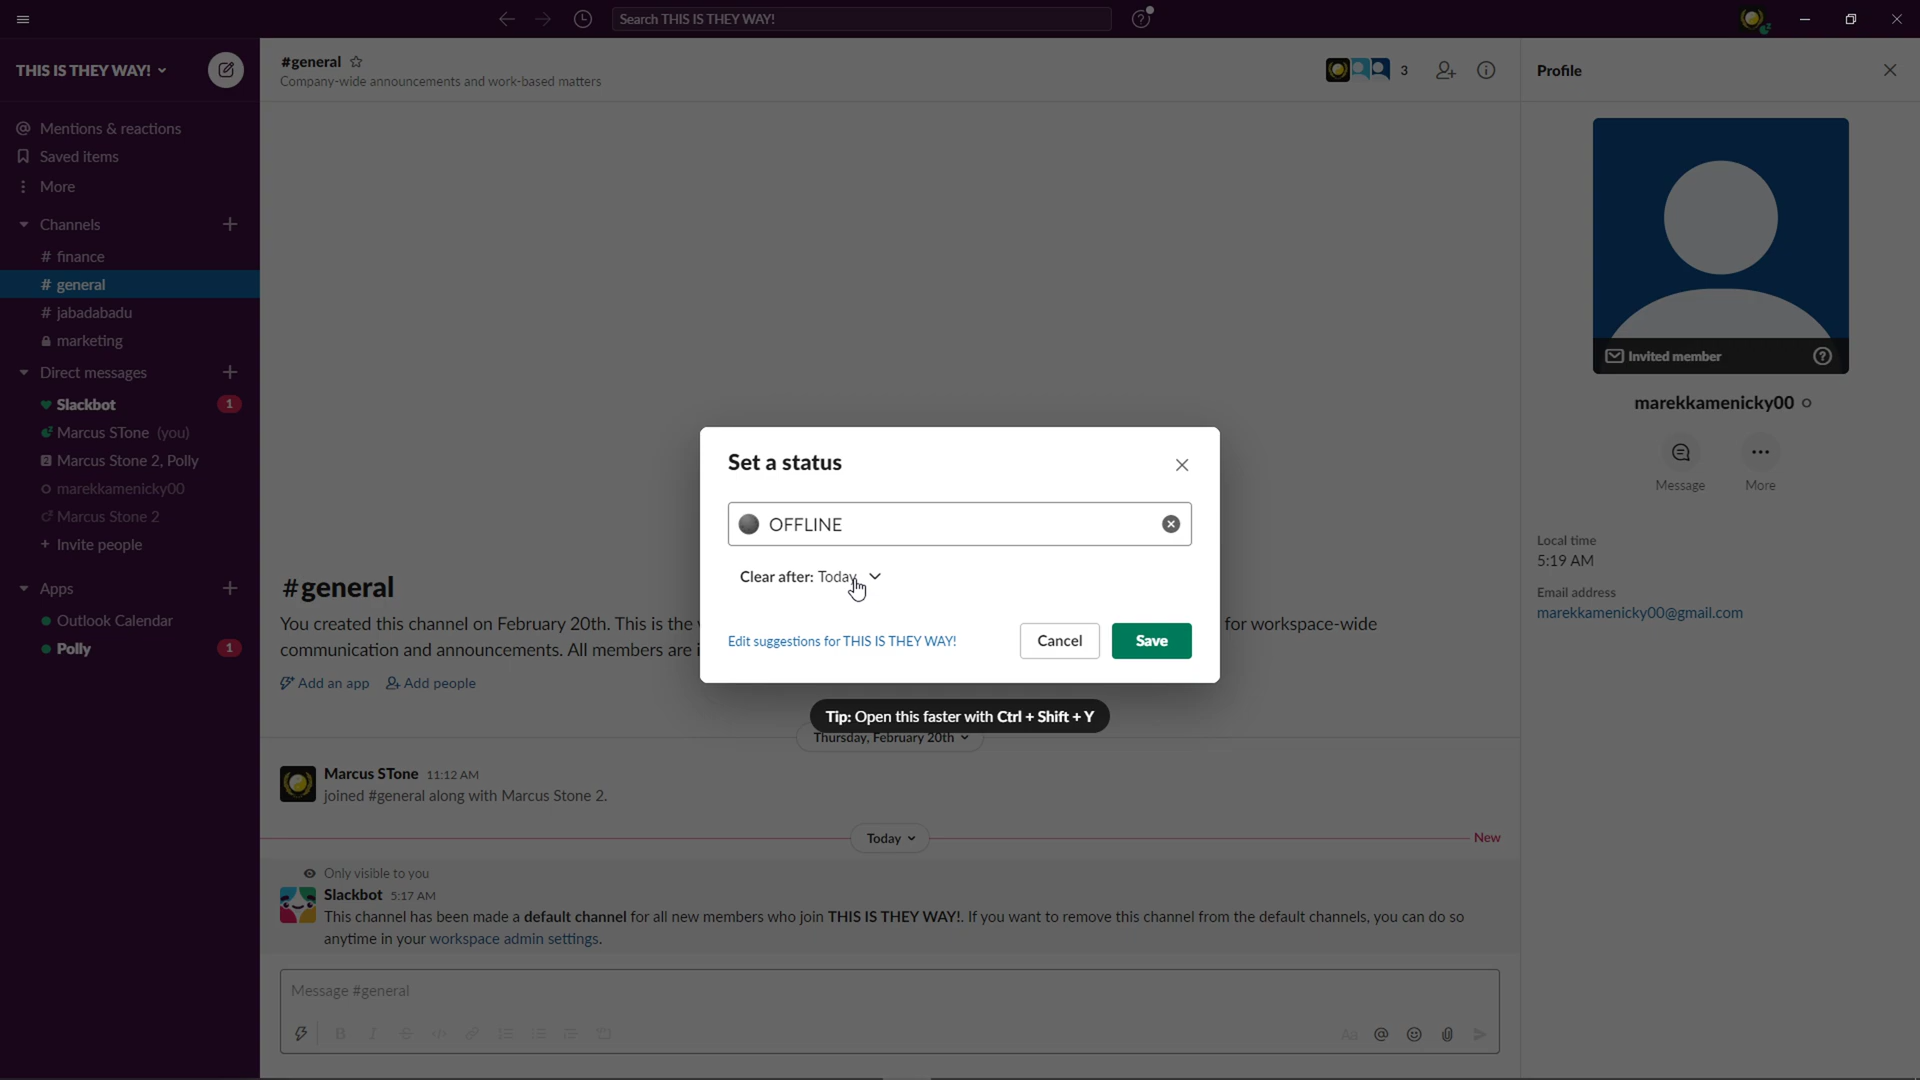 Search THIS IS THEY WAY!
THIS IS THEY WAY!
Mentions & reactions
Saved items
More
Channels
# finance
# general
# jabadabadu
marketing
Direct messages
Slackbot 1
Marcus STone (you)
2 Marcus Stone 2, Polly
marekkamenicky00
Marcus Stone 2
+ Invite people
Apps
Outlook Calendar
Polly 1
#general
Company-wide announcements and work-based matters
3
#general
You created this channel on February 20th. This is the
for workspace-wide
communication and announcements. All members are
Add an app Add people
Thursday, February 20th
Marcus STone 11:12 AM
joined #general along with Marcus Stone 2.
Today
New
Only visible to you
Slackbot 5:17 AM
This channel has been made a default channel for all new members who join THIS IS THEY WAY!. If you want to remove this channel from the default channels, you can do so
anytime in your workspace admin settings.
Message #general
B I S </>
Aa @
Set a status
OFFLINE
Clear after: Today
Edit suggestions for THIS IS THEY WAY!
Cancel
Save
Tip: Open this faster with Ctrl + Shift + Y
Profile
Invited member
marekkamenicky00
Message
More
Local time
5:19 AM
Email address
marekkamenicky00@gmail.com